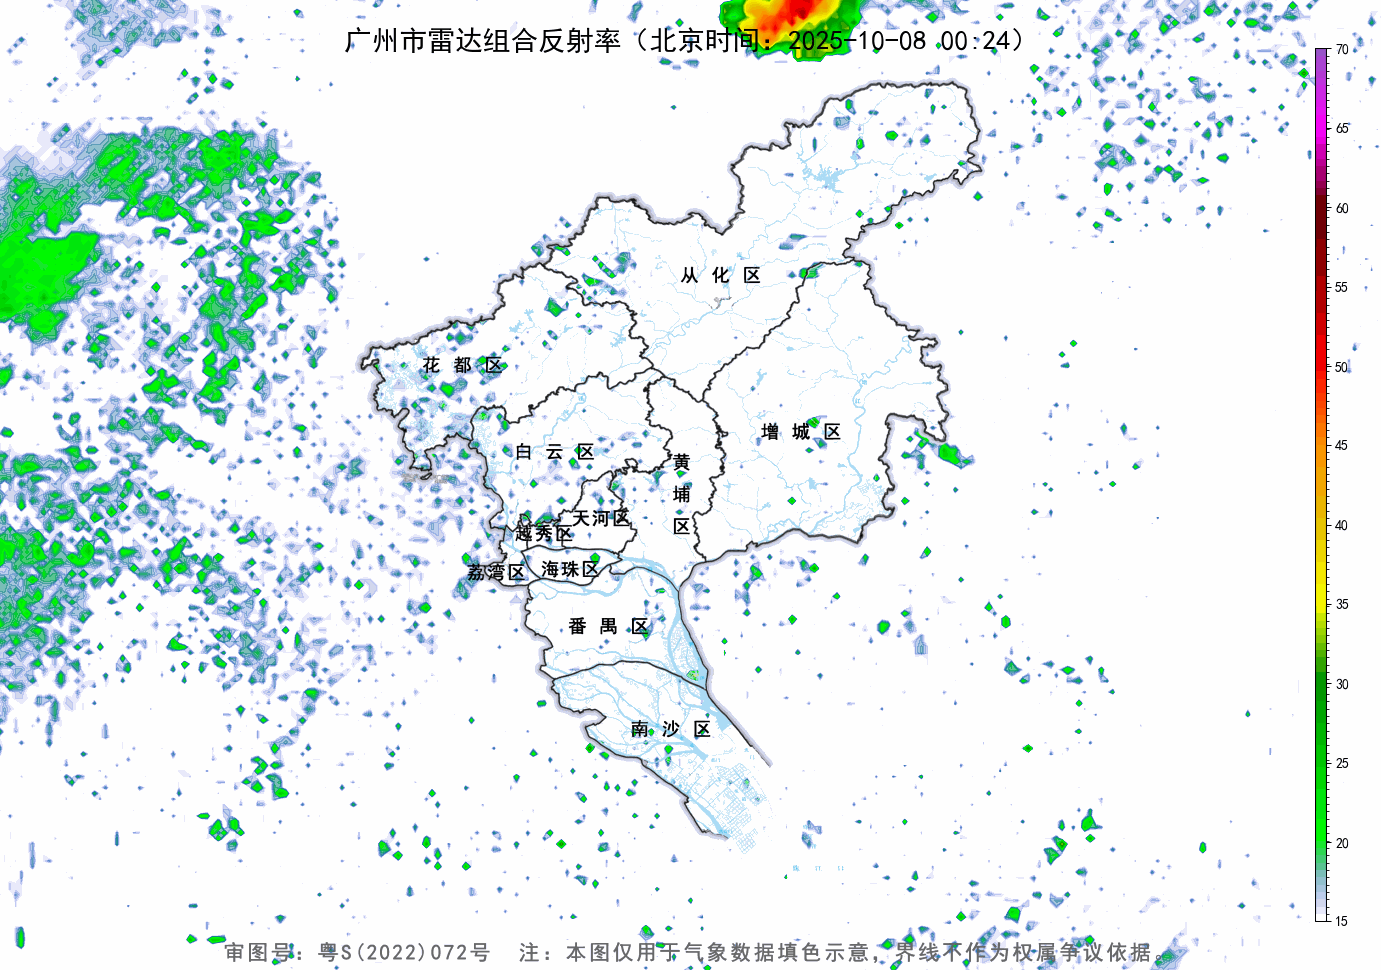 广州市雷达组合反射率（北京时间：2025-10-08 00:24）
70
65
60
55
50
45
40
35
30
25
20
15
从化区
花都区
增城区
白云区
黄埔区
天河区
越秀区
荔湾区
海珠区
番禺区
南沙区
审图号：粤S(2022)072号 注：本图仅用于气象数据填色示意，界线不作为权属争议依据。